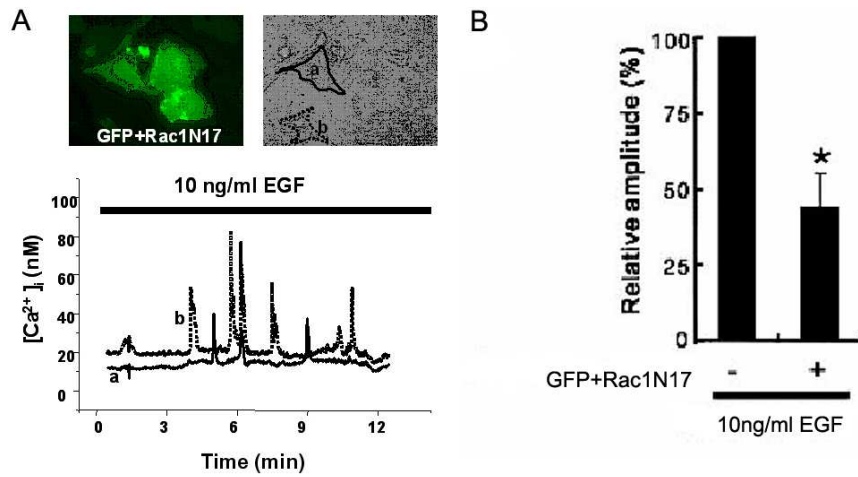 A
GFP+Rac1N17
a
b
10 ng/ml EGF
[Ca²⁺]i (nM)
100
80
60
40
20
0
b
a
0 3 6 9 12
Time (min)
B
Relative amplitude (%)
100
75
50
25
0
*
GFP+Rac1N17 - +
10ng/ml EGF